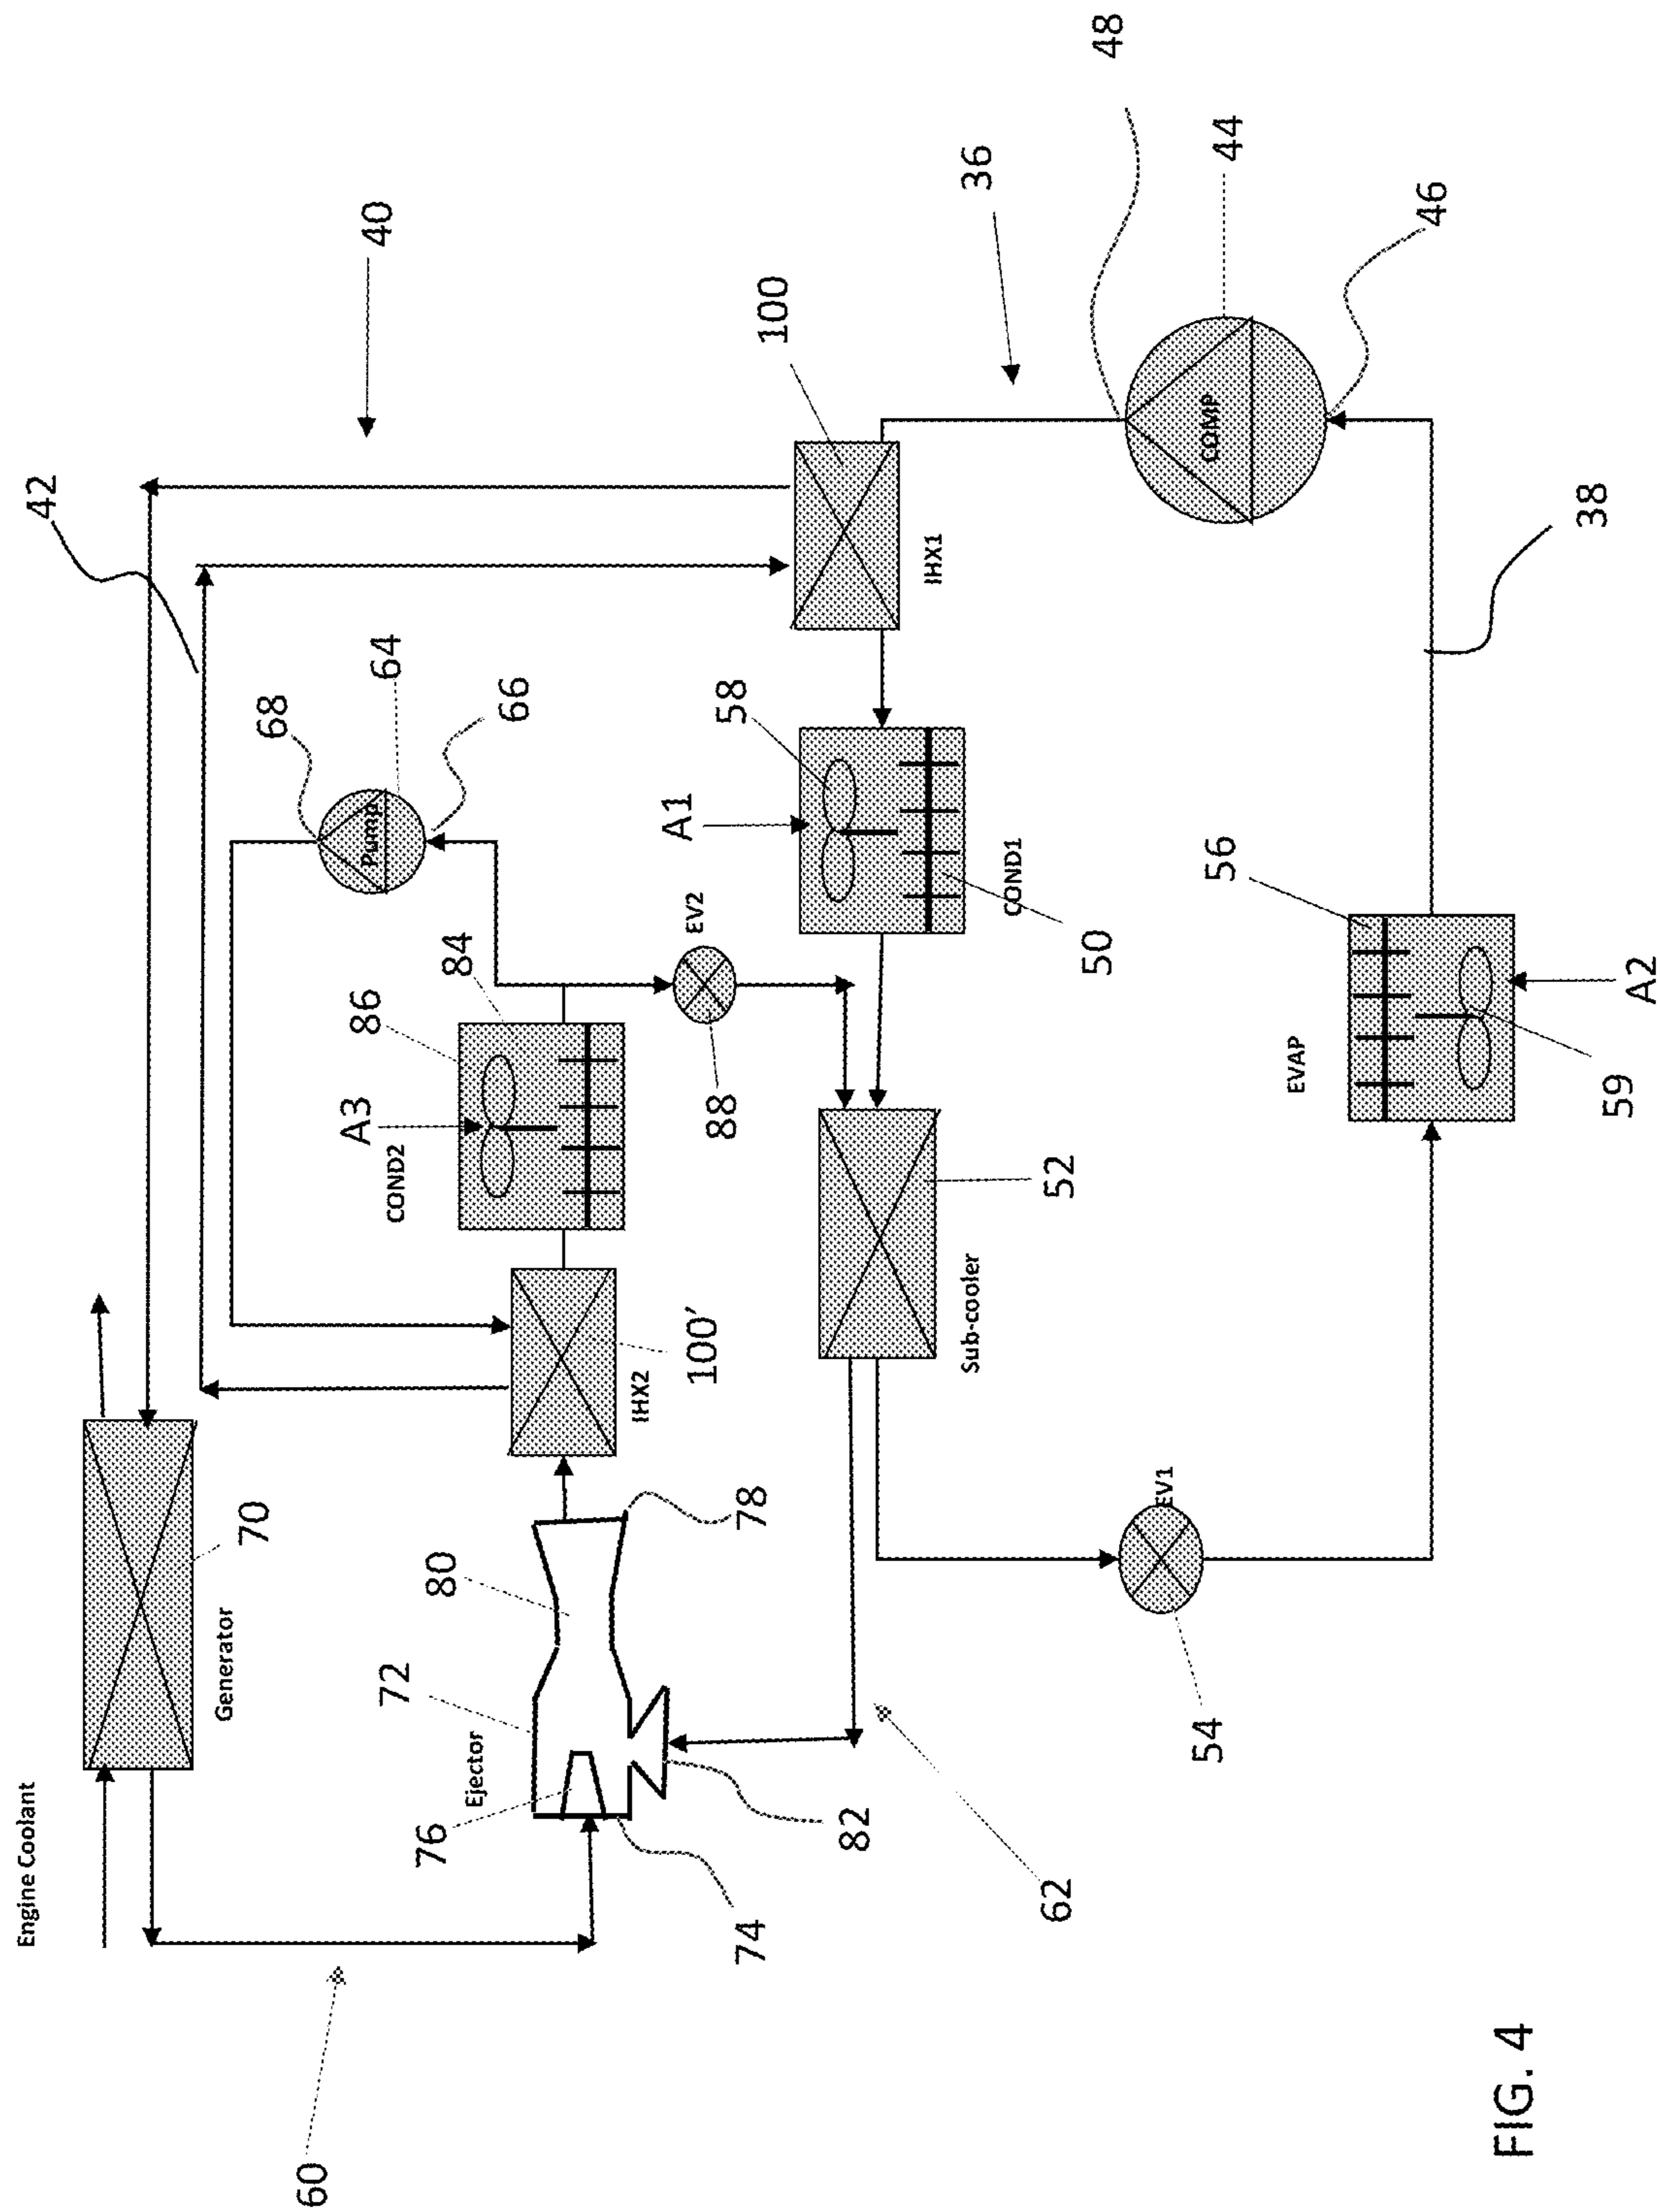 Engine Coolant
42
Generator
70
68
60
A3
86
Pump
40
64
COND2
72
76
80
84
Ejector
66
IHX2
A1
EV2
100'
88
58
74
78
100
82
IHX1
Sub-cooler
36
COND1
62
52
50
48
EV1
54
COMP
56
44
EVAP
46
FIG. 4
38
59
A2